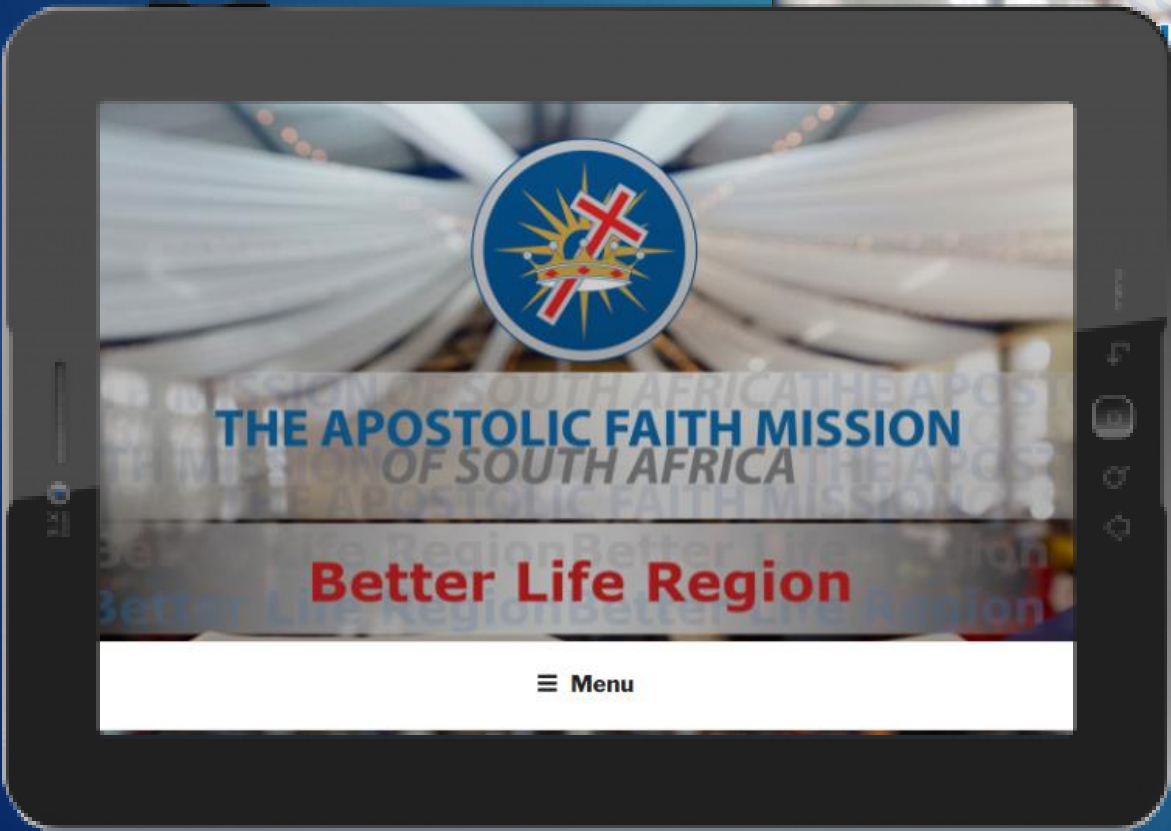 THE APOSTOLIC FAITH MISSION
OF SOUTH AFRICA
Better Life Region
☰ Menu